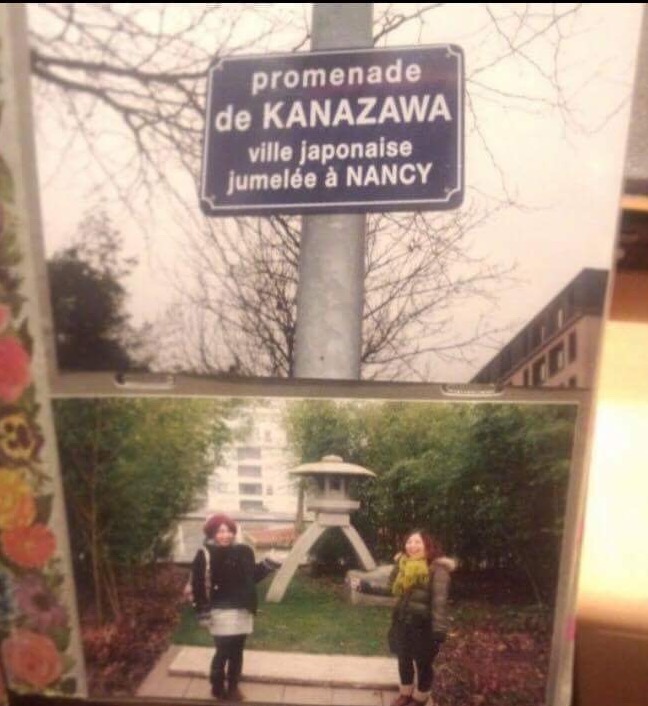 promenade
de KANAZAWA
ville japonaise
jumelée à NANCY